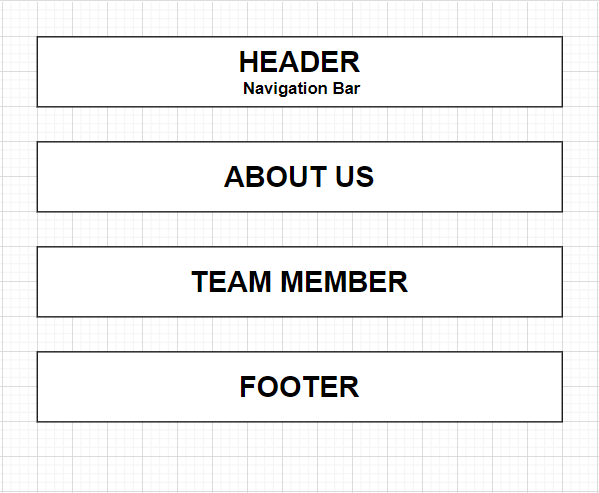 HEADER
Navigation Bar
ABOUT US
TEAM MEMBER
FOOTER